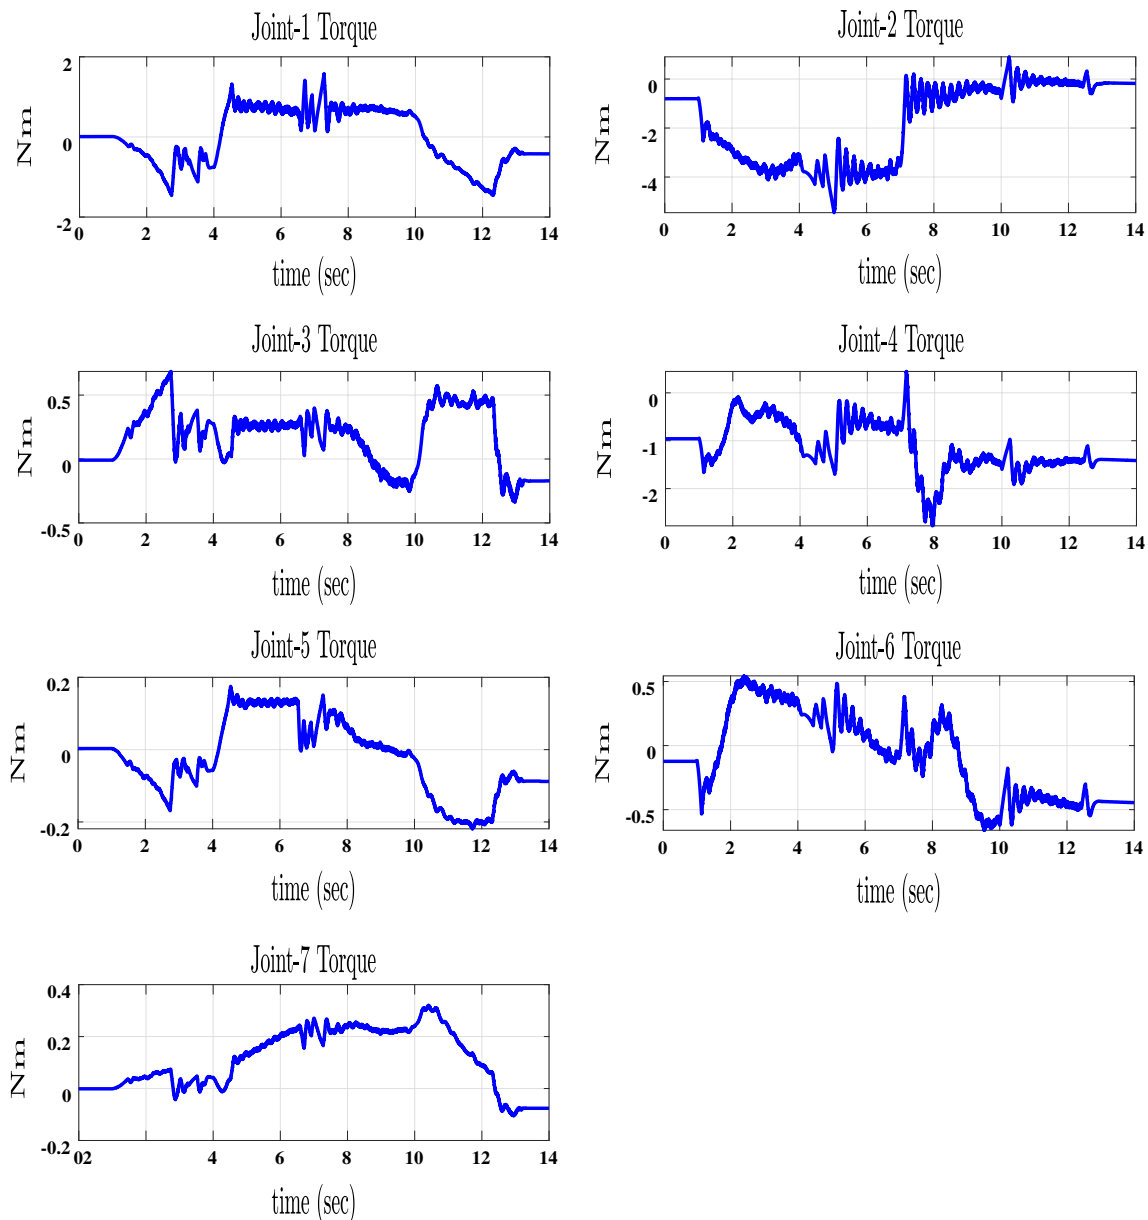 Joint-1 Torque
Nm
2
0
-2
0 2 4 6 8 10 12 14
time (sec)
Joint-2 Torque
Nm
0
-2
-4
0 2 4 6 8 10 12 14
time (sec)
Joint-3 Torque
Nm
0.5
0
-0.5
0 2 4 6 8 10 12 14
time (sec)
Joint-4 Torque
Nm
0
-1
-2
0 2 4 6 8 10 12 14
time (sec)
Joint-5 Torque
Nm
0.2
0
-0.2
0 2 4 6 8 10 12 14
time (sec)
Joint-6 Torque
Nm
0.5
0
-0.5
0 2 4 6 8 10 12 14
time (sec)
Joint-7 Torque
Nm
0.4
0.2
0
-0.2
02 4 6 8 10 12 14
time (sec)